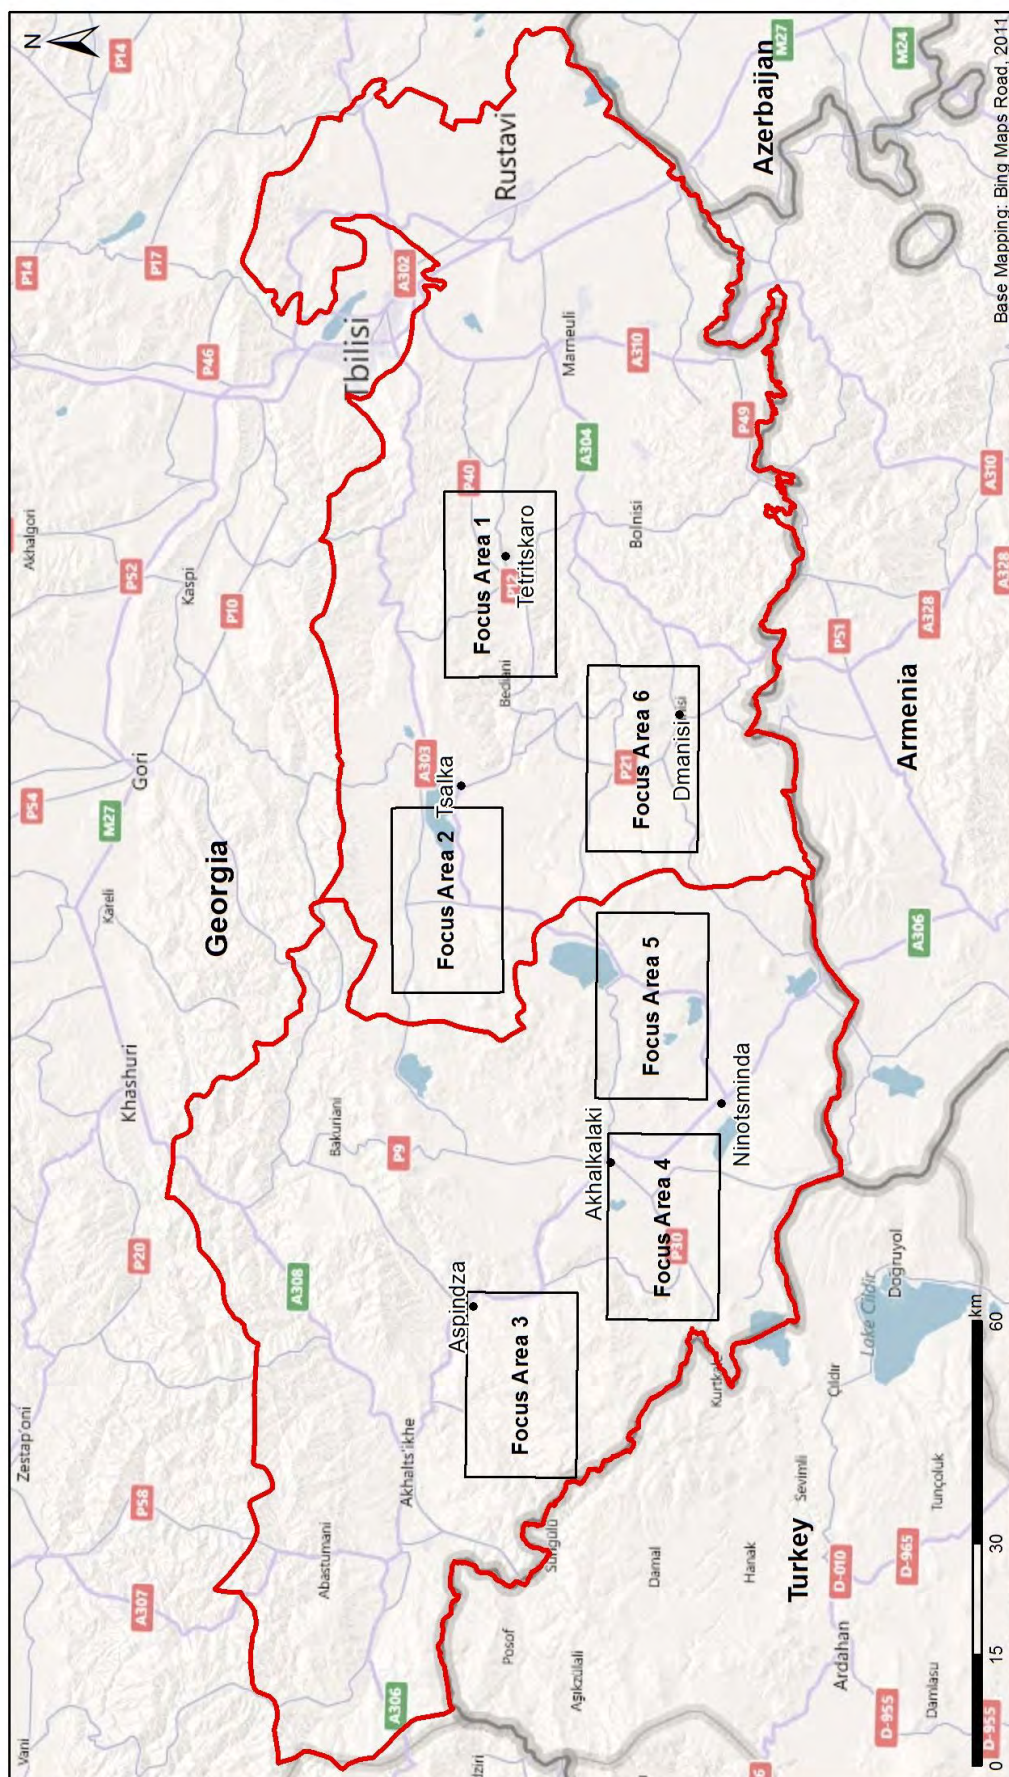 Vani
Zestap'oni
P54
Akhalgori
P14
P14
N
Kareli
M27
P52
P46
P17
A307
P58
P20
Khashuri
Gori
Kaspi
P10
Georgia
A308
Abastumani
Bakuriani
Tbilisi
A306
Akhalts'ikhe
P9
A303
A302
Aspindza
Tsalka
Focus Area 2
P40
Focus Area 1
Posof
Bediani
P12
Rustavi
Focus Area 3
Tetritskaro
Süngülü
Marneuli
Aşıkzülali
Akhalkalaki
A304
Damal
Focus Area 4
P30
Focus Area 5
Focus Area 6
P21
Bolnisi
A310
Dmanisi
Kurtkale
Ninotsminda
Hanak
P49
Azerbaijan
M27
Turkey
Sevimli
Çıldır
Ardahan
D-010
P51
Lake Cildir
Doğruyol
D-955
D-965
A306
Armenia
A328
M24
Damlasu
Tunçoluk
km
0 15 30 60
D-955
A310
A328
Base Mapping: Bing Maps Road, 2011